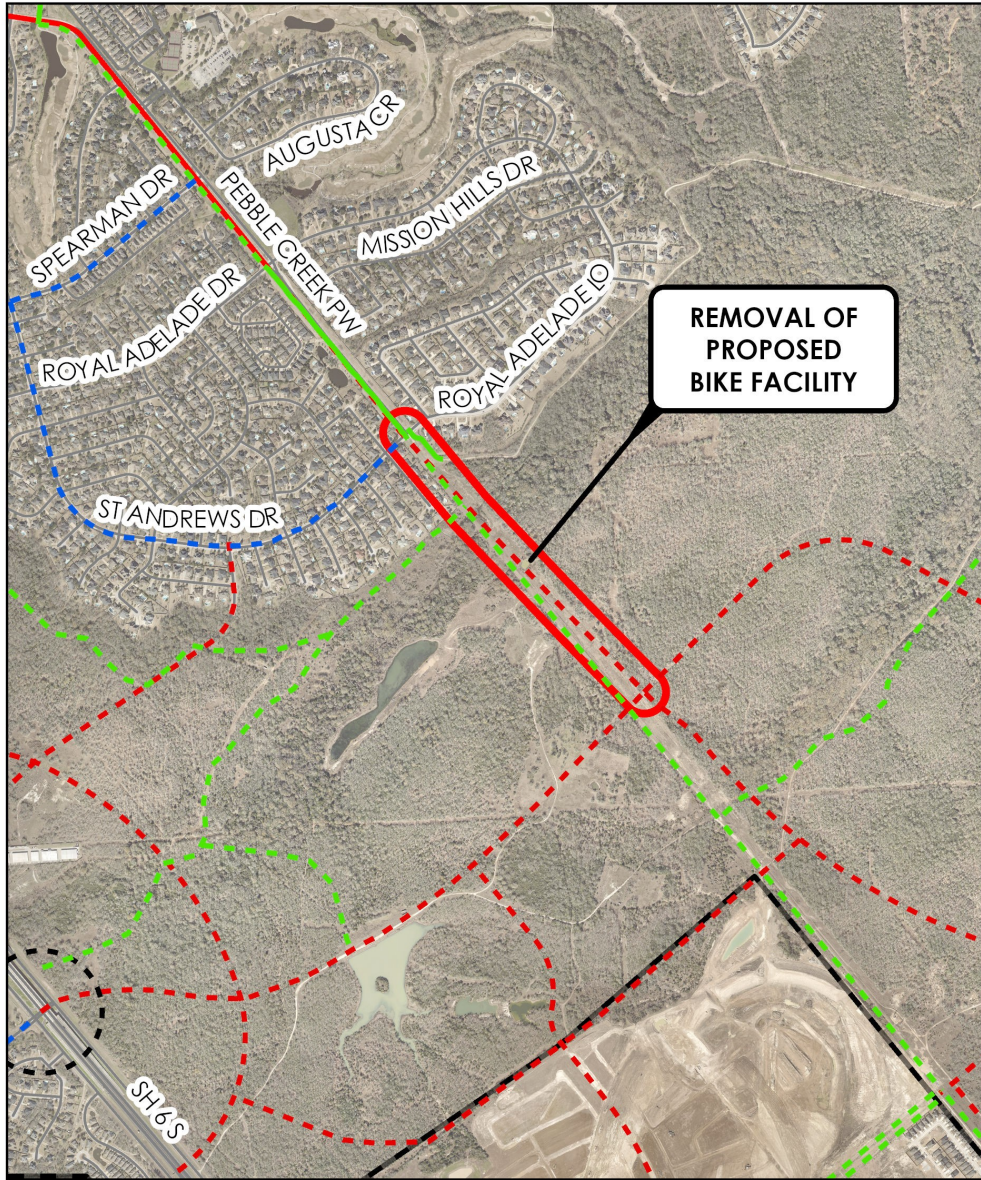 AUGUSTA CR
SPEARMAN DR
PEBBLE CREEK PW
MISSION HILLS DR
ROYAL ADELADE DR
ROYAL ADELADE LO
REMOVAL OF
PROPOSED
BIKE FACILITY
ST ANDREWS DR
SH 6 S